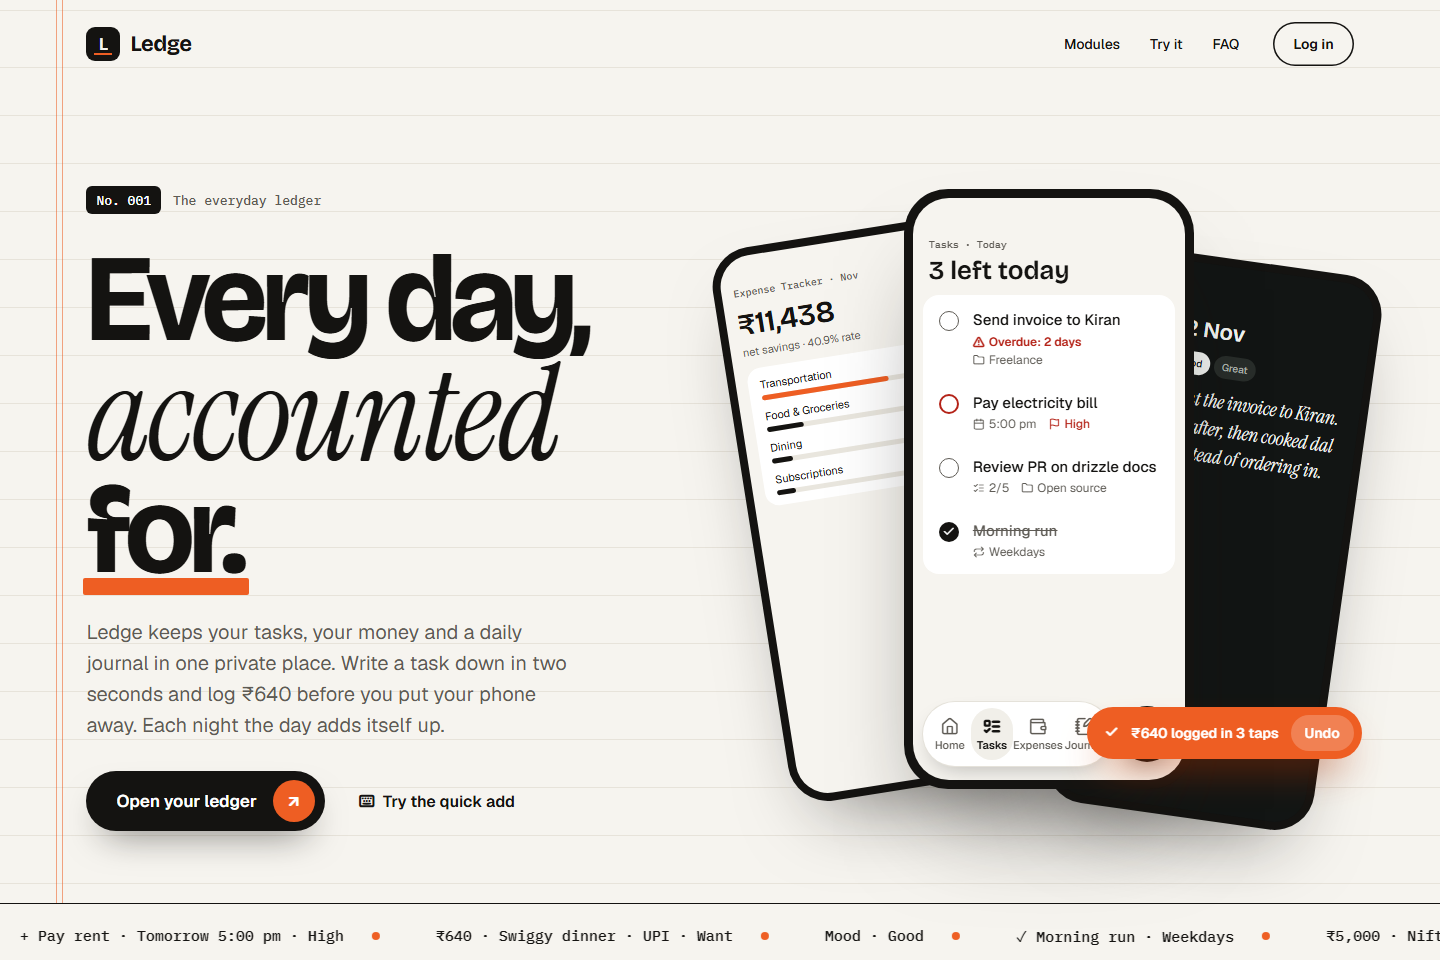 L Ledge
Modules Try it FAQ Log in
No. 001 The everyday ledger
Every day,
accounted
for.
Ledge keeps your tasks, your money and a daily
journal in one private place. Write a task down in two
seconds and log ₹640 before you put your phone
away. Each night the day adds itself up.
Open your ledger
Try the quick add
Expense Tracker · Nov
₹11,438
net savings · 40.9% rate
Transportation
Food & Groceries
Dining
Subscriptions
Tasks · Today
3 left today
Send invoice to Kiran
Overdue: 2 days
Freelance
Pay electricity bill
5:00 pm High
Review PR on drizzle docs
2/5 Open source
Morning run
Weekdays
Home Tasks Expenses
₹640 logged in 3 taps Undo
Nov
Great
the invoice to Kiran.
after, then cooked dal
of ordering in.
+ Pay rent · Tomorrow 5:00 pm · High
₹640 · Swiggy dinner · UPI · Want
Mood · Good
✓ Morning run · Weekdays
₹5,000 ·